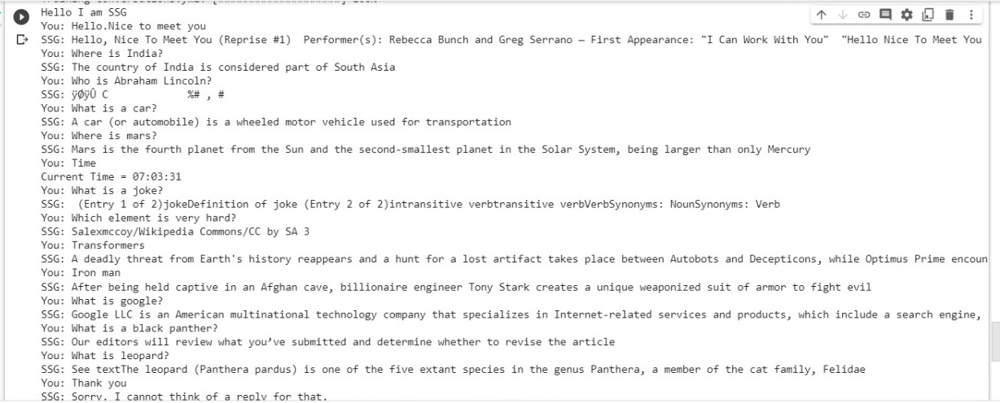 Hello I am SSG
You: Hello.Nice to meet you
SSG: Hello, Nice To Meet You (Reprise #1)  Performer(s): Rebecca Bunch and Greg Serrano — First Appearance: "I Can Work With You"  "Hello Nice To Meet You
You: Where is India?
SSG: The country of India is considered part of South Asia
You: Who is Abraham Lincoln?
SSG: ÿØÿÛ C              %# , #
You: What is a car?
SSG: A car (or automobile) is a wheeled motor vehicle used for transportation
You: Where is mars?
SSG: Mars is the fourth planet from the Sun and the second-smallest planet in the Solar System, being larger than only Mercury
You: Time
Current Time = 07:03:31
You: What is a joke?
SSG:  (Entry 1 of 2)jokeDefinition of joke (Entry 2 of 2)intransitive verbtransitive verbVerbSynonyms: NounSynonyms: Verb
You: Which element is very hard?
SSG: Salexmccoy/Wikipedia Commons/CC by SA 3
You: Transformers
SSG: A deadly threat from Earth's history reappears and a hunt for a lost artifact takes place between Autobots and Decepticons, while Optimus Prime encoun
You: Iron man
SSG: After being held captive in an Afghan cave, billionaire engineer Tony Stark creates a unique weaponized suit of armor to fight evil
You: What is google?
SSG: Google LLC is an American multinational technology company that specializes in Internet-related services and products, which include a search engine,
You: What is a black panther?
SSG: Our editors will review what you’ve submitted and determine whether to revise the article
You: What is leopard?
SSG: See textThe leopard (Panthera pardus) is one of the five extant species in the genus Panthera, a member of the cat family, Felidae
You: Thank you
SSG: Sorry, I cannot think of a reply for that.